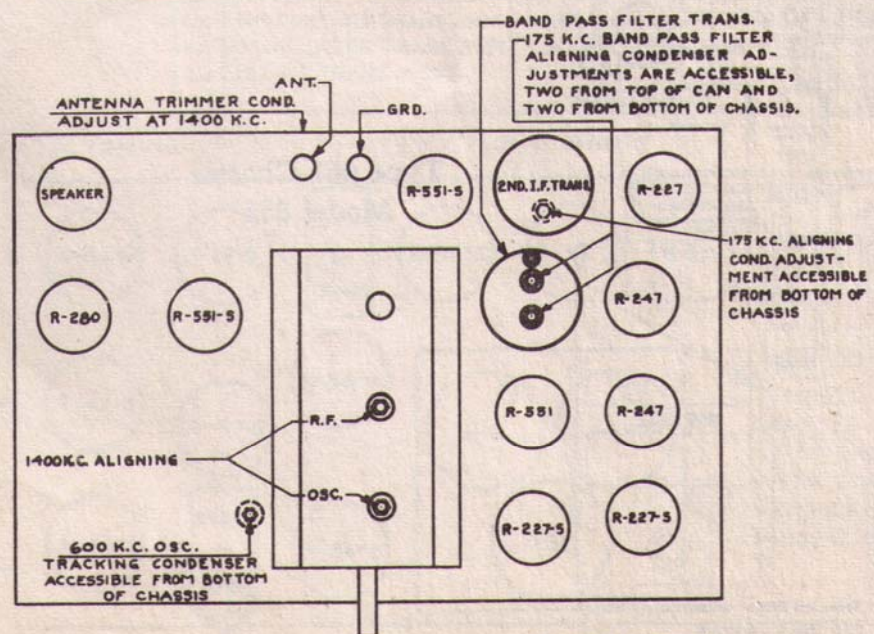 BAND PASS FILTER TRANS.
175 K.C. BAND PASS FILTER
ALIGNING CONDENSER AD-
JUSTMENTS ARE ACCESSIBLE,
TWO FROM TOP OF CAN AND
TWO FROM BOTTOM OF CHASSIS.
ANT.
ANTENNA TRIMMER COND.
ADJUST AT 1400 K.C.
GRD.
SPEAKER
R-551-S
2ND. I.F. TRANS.
R-227
175 K.C. ALIGNING
COND. ADJUST-
MENT ACCESSIBLE
FROM BOTTOM OF
CHASSIS
R-280
R-551-S
R-247
R.F.
R-551
R-247
1400 K.C. ALIGNING
OSC.
R-227-S
R-227-S
600 K.C. OSC.
TRACKING CONDENSER
ACCESSIBLE FROM BOTTOM
OF CHASSIS